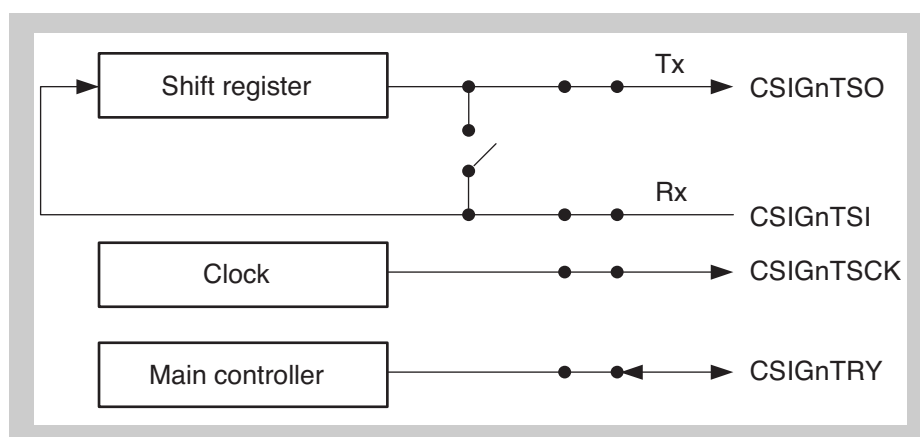 Shift register
Tx
CSIGnTSO
Rx
CSIGnTSI
Clock
CSIGnTSCK
Main controller
CSIGnTRY